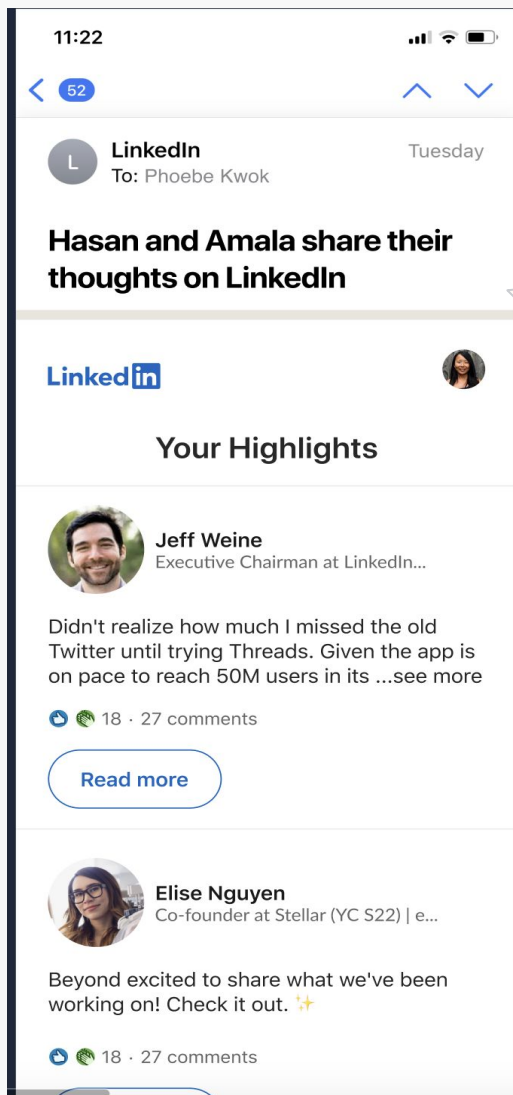 11:22
52
L
LinkedIn
Tuesday
To: Phoebe Kwok
Hasan and Amala share their
thoughts on LinkedIn
Linked in
Your Highlights
Jeff Weine
Executive Chairman at LinkedIn...
Didn't realize how much I missed the old
Twitter until trying Threads. Given the app is
on pace to reach 50M users in its ...see more
18 · 27 comments
Read more
Elise Nguyen
Co-founder at Stellar (YC S22) | e...
Beyond excited to share what we've been
working on! Check it out. ✨
18 · 27 comments